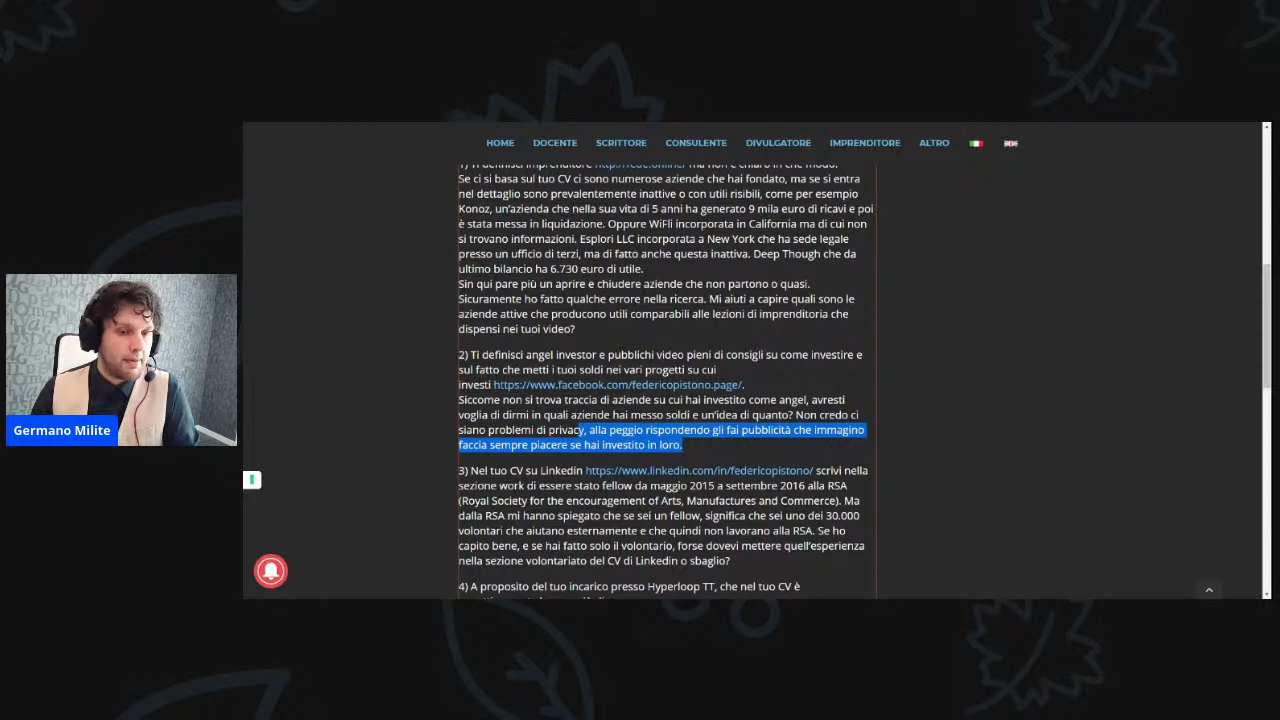 HOME DOCENTE SCRITTORE CONSULENTE DIVULGATORE IMPRENDITORE ALTRO
1) Ti definisci imprenditore ma non è chiaro in che modo.
Se ci si basa sul tuo CV ci sono numerose aziende che hai fondato, ma se si entra
nel dettaglio sono prevalentemente inattive o con utili risibili, come per esempio
Konoz, un'azienda che nella sua vita di 5 anni ha generato 9 mila euro di ricavi e poi
è stata messa in liquidazione. Oppure WiFli incorporata in California ma di cui non
si trovano informazioni. Esplori LLC incorporata a New York che ha sede legale
presso un ufficio di terzi, ma di fatto anche questa inattiva. Deep Though che da
ultimo bilancio ha 6.730 euro di utile.
Sin qui pare più un aprire e chiudere aziende che non partono o quasi.
Sicuramente ho fatto qualche errore nella ricerca. Mi aiuti a capire quali sono le
aziende attive che producono utili comparabili alle lezioni di imprenditoria che
dispensi nei tuoi video?
2) Ti definisci angel investor e pubblichi video pieni di consigli su come investire e
sul fatto che metti i tuoi soldi nei vari progetti su cui
investi https://www.facebook.com/federicopistono.page/.
Siccome non si trova traccia di aziende su cui hai investito come angel, avresti
voglia di dirmi in quali aziende hai messo soldi e un'idea di quanto? Non credo ci
siano problemi di privacy, alla peggio rispondendo gli fai pubblicità che immagino
faccia sempre piacere se hai investito in loro.
3) Nel tuo CV su Linkedin https://www.linkedin.com/in/federicopistono/ scrivi nella
sezione work di essere stato fellow da maggio 2015 a settembre 2016 alla RSA
(Royal Society for the encouragement of Arts, Manufactures and Commerce). Ma
dalla RSA mi hanno spiegato che se sei un fellow, significa che sei uno dei 30.000
volontari che aiutano esternamente e che quindi non lavorano alla RSA. Se ho
capito bene, e se hai fatto solo il volontario, forse dovevi mettere quell'esperienza
nella sezione volontariato del CV di Linkedin o sbaglio?
4) A proposito del tuo incarico presso Hyperloop TT, che nel tuo CV è
Germano Milite